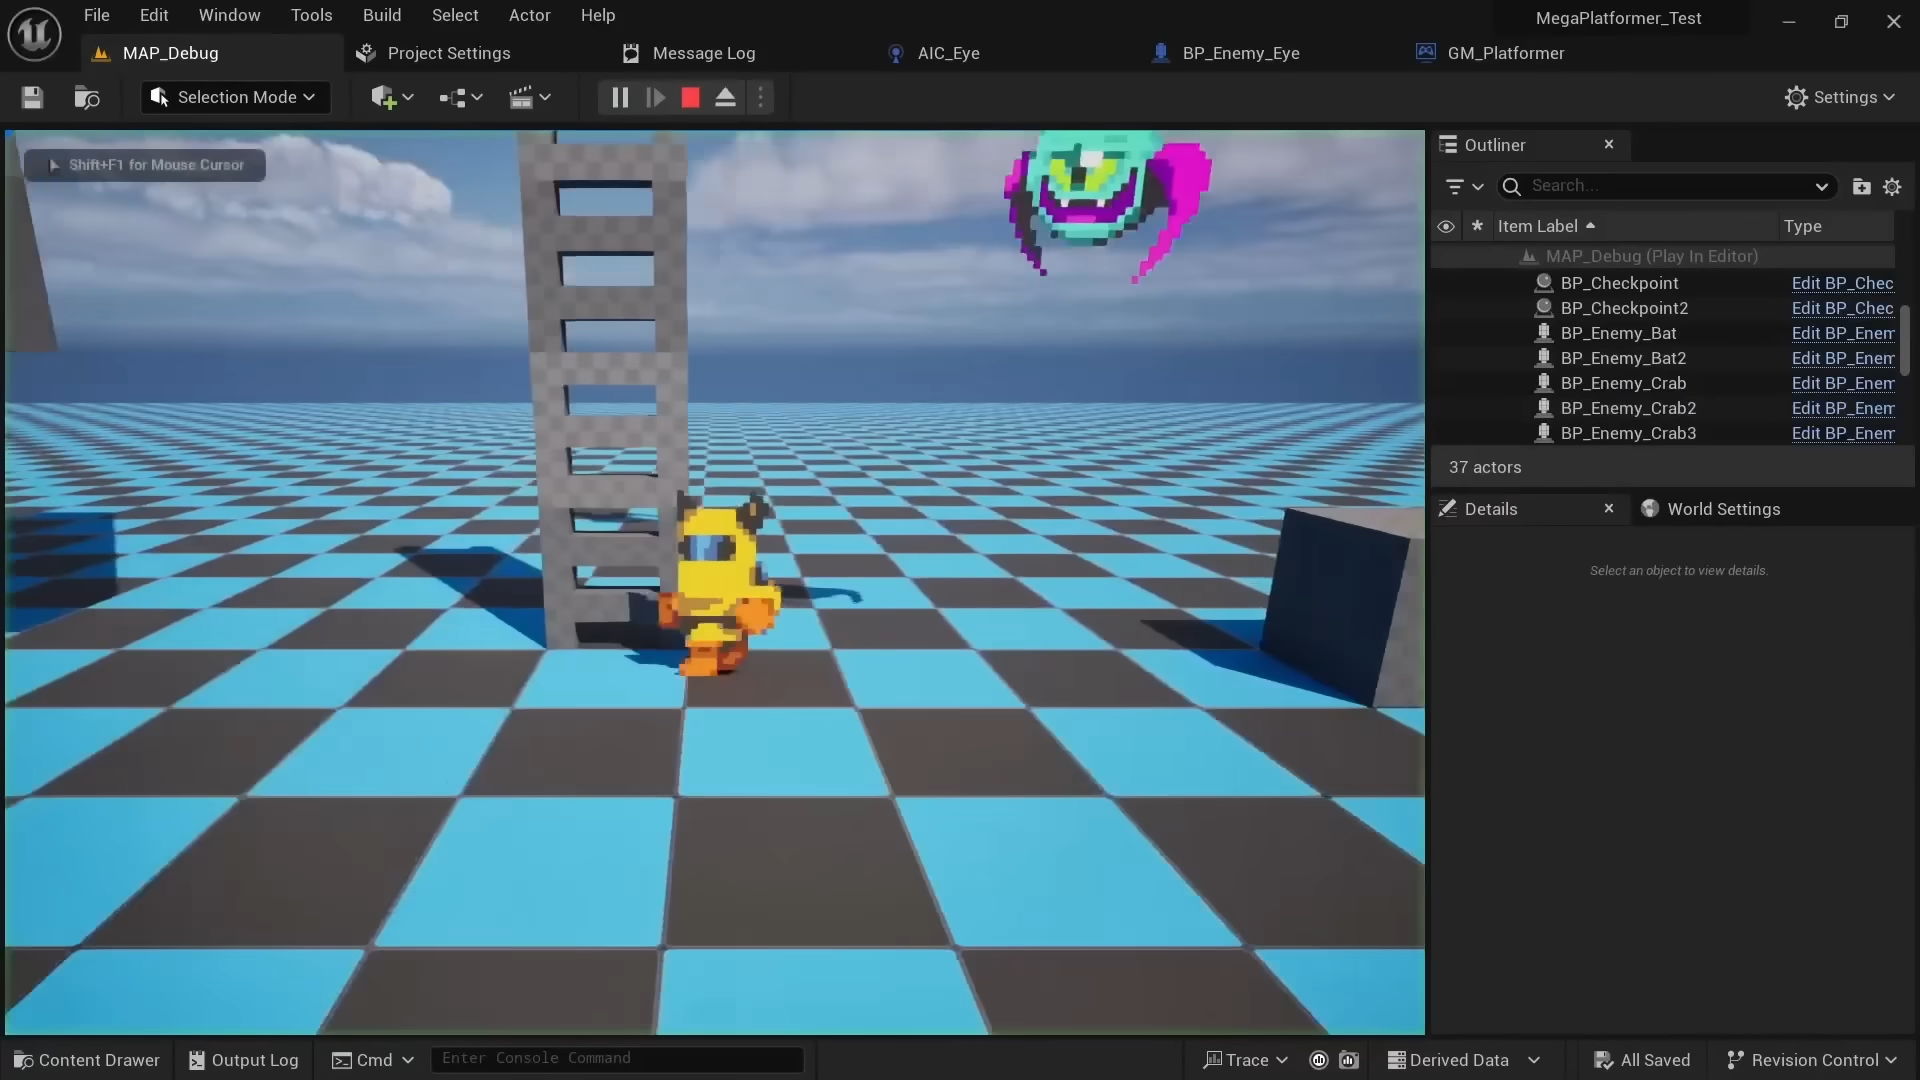 File Edit Window Tools Build Select Actor Help
MegaPlatformer_Test
MAP_Debug
Project Settings
Message Log
AIC_Eye
BP_Enemy_Eye
GM_Platformer
Selection Mode
Settings
Shift+F1 for Mouse Cursor
Outliner
Search...
Item Label
Type
MAP_Debug (Play In Editor)
BP_Checkpoint Edit BP_Chec
BP_Checkpoint2 Edit BP_Chec
BP_Enemy_Bat Edit BP_Enem
BP_Enemy_Bat2 Edit BP_Enem
BP_Enemy_Crab Edit BP_Enem
BP_Enemy_Crab2 Edit BP_Enem
BP_Enemy_Crab3 Edit BP_Enem
37 actors
Details
World Settings
Select an object to view details.
Content Drawer
Output Log
Cmd
Enter Console Command
Trace
Derived Data
All Saved
Revision Control